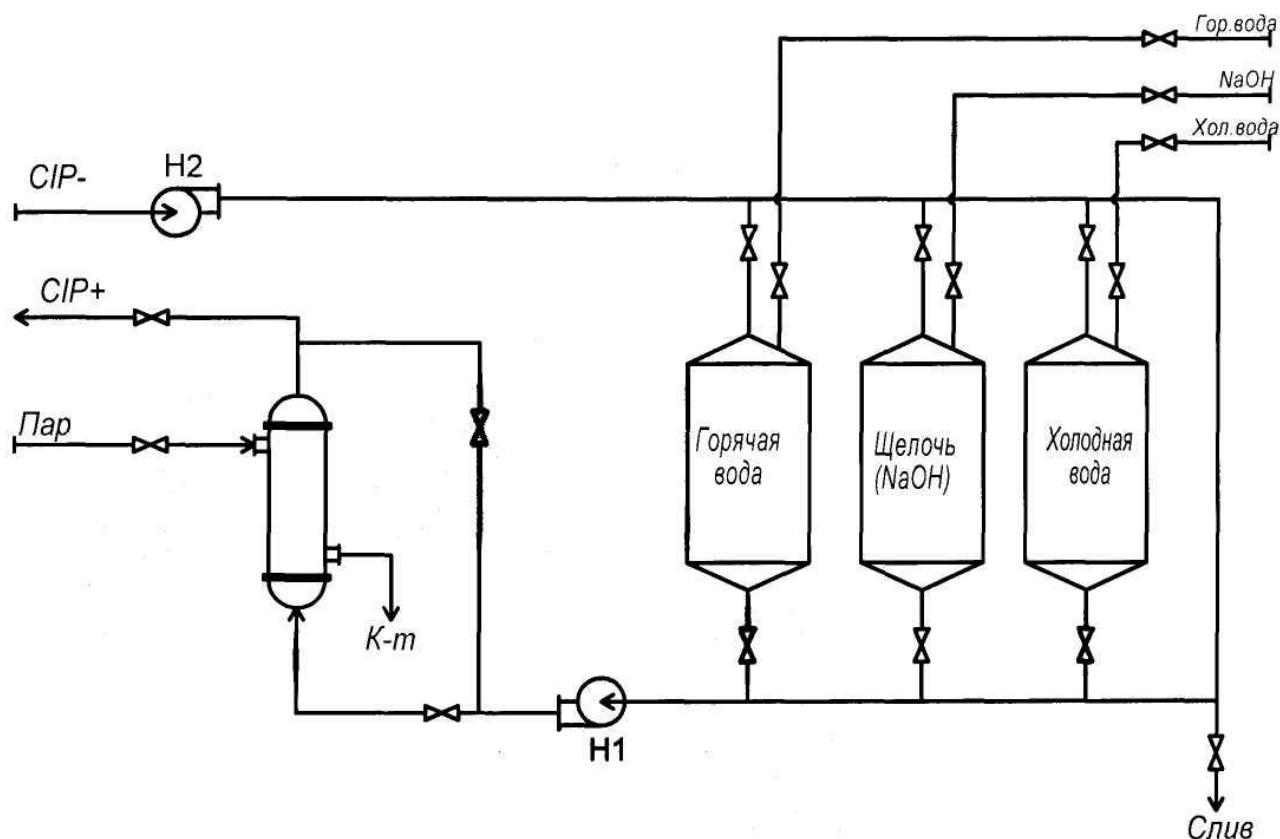 Гор.вода
NaOH
Хол.вода
CIP-
H2
CIP+
Пар
Горячая
вода
Щелочь
(NaOH)
Холодная
вода
К-т
H1
Слив